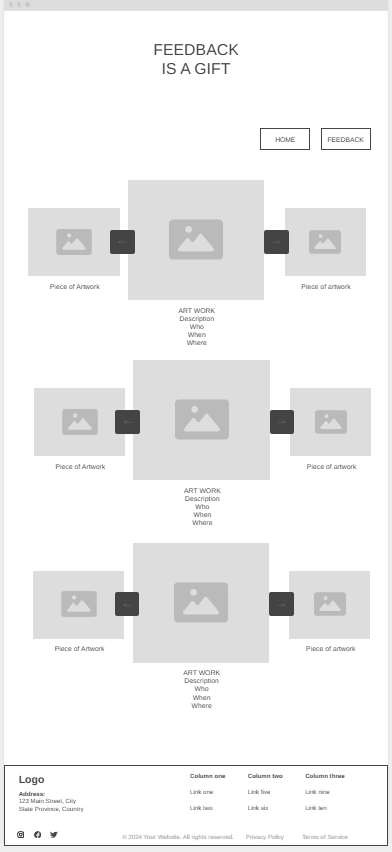 FEEDBACK
IS A GIFT
HOME
FEEDBACK
Piece of Artwork
Piece of artwork
ART WORK
Description
Who
When
Where
Piece of Artwork
Piece of artwork
ART WORK
Description
Who
When
Where
Piece of Artwork
Piece of artwork
ART WORK
Description
Who
When
Where
Logo
Address:
123 Main Street, City
State Province, Country
Column one
Column two
Column three
Link one
Link five
Link nine
Link two
Link six
Link ten
© 2024 Your Website. All rights reserved.
Privacy Policy
Terms of Service